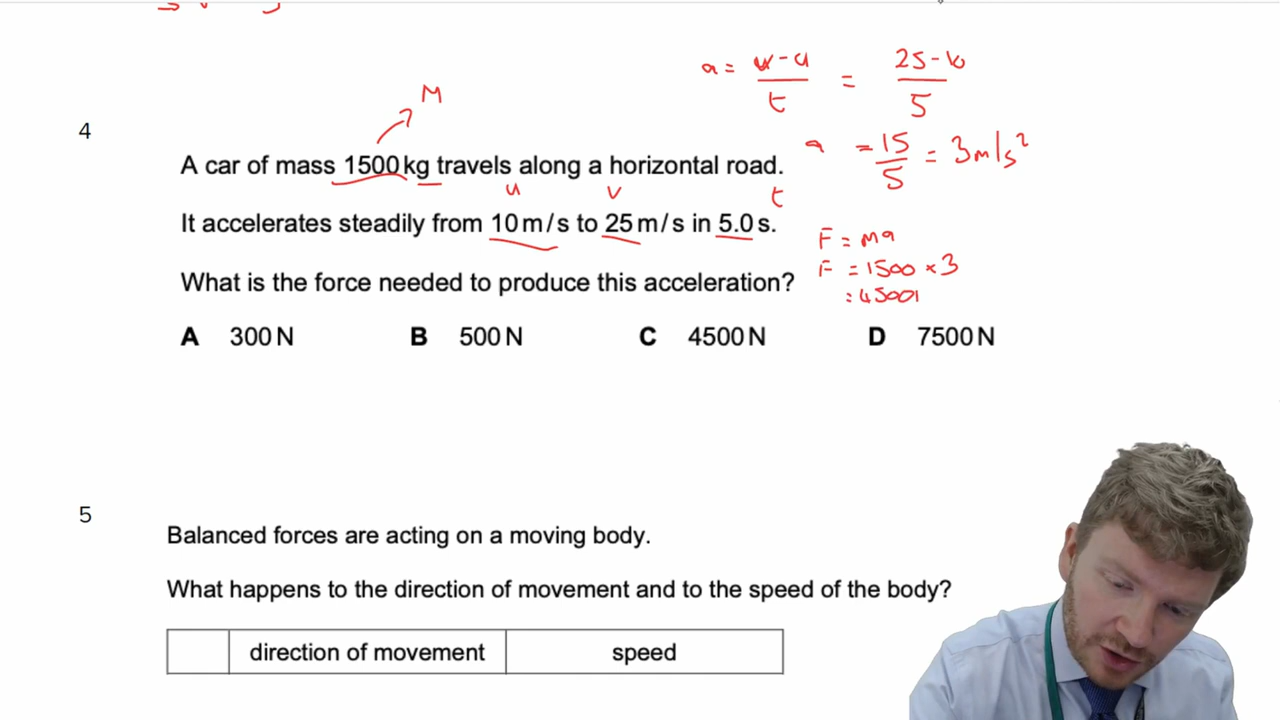 a = v-u / t = 25-10 / 5
M
4
a = 15 / 5 = 3m/s²
A car of mass 1500 kg travels along a horizontal road.
u v t
It accelerates steadily from 10 m/s to 25 m/s in 5.0 s.
F = ma
F = 1500 × 3
What is the force needed to produce this acceleration?
= 4500
A 300 N B 500 N C 4500 N D 7500 N
5
Balanced forces are acting on a moving body.
What happens to the direction of movement and to the speed of the body?
direction of movement speed